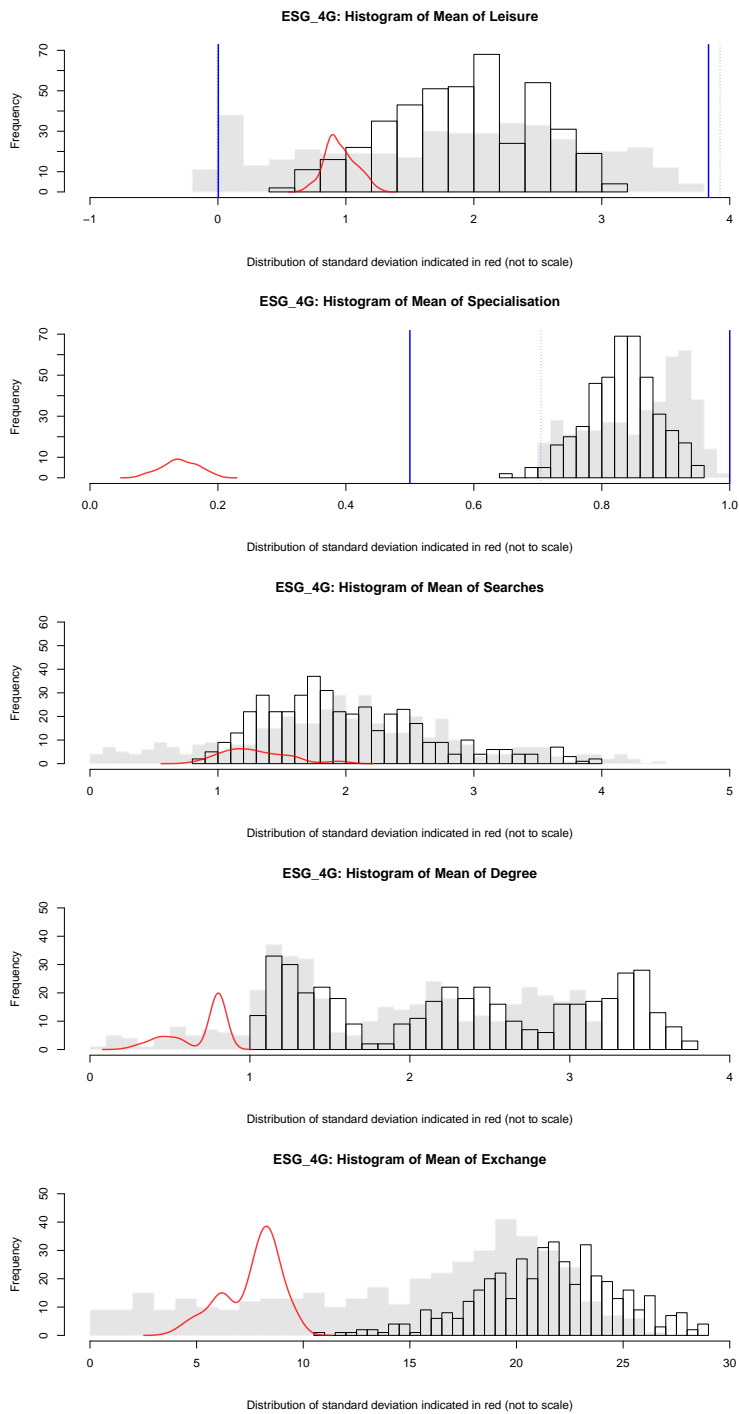 ESG_4G: Histogram of Mean of Leisure
Frequency
0 10 30 50 70
−1 0 1 2 3 4
Distribution of standard deviation indicated in red (not to scale)
ESG_4G: Histogram of Mean of Specialisation
Frequency
0 10 30 50 70
0.0 0.2 0.4 0.6 0.8 1.0
Distribution of standard deviation indicated in red (not to scale)
ESG_4G: Histogram of Mean of Searches
Frequency
0 10 20 30 40 50 60
0 1 2 3 4 5
Distribution of standard deviation indicated in red (not to scale)
ESG_4G: Histogram of Mean of Degree
Frequency
0 10 20 30 40 50
0 1 2 3 4
Distribution of standard deviation indicated in red (not to scale)
ESG_4G: Histogram of Mean of Exchange
Frequency
0 10 20 30 40 50
0 5 10 15 20 25 30
Distribution of standard deviation indicated in red (not to scale)